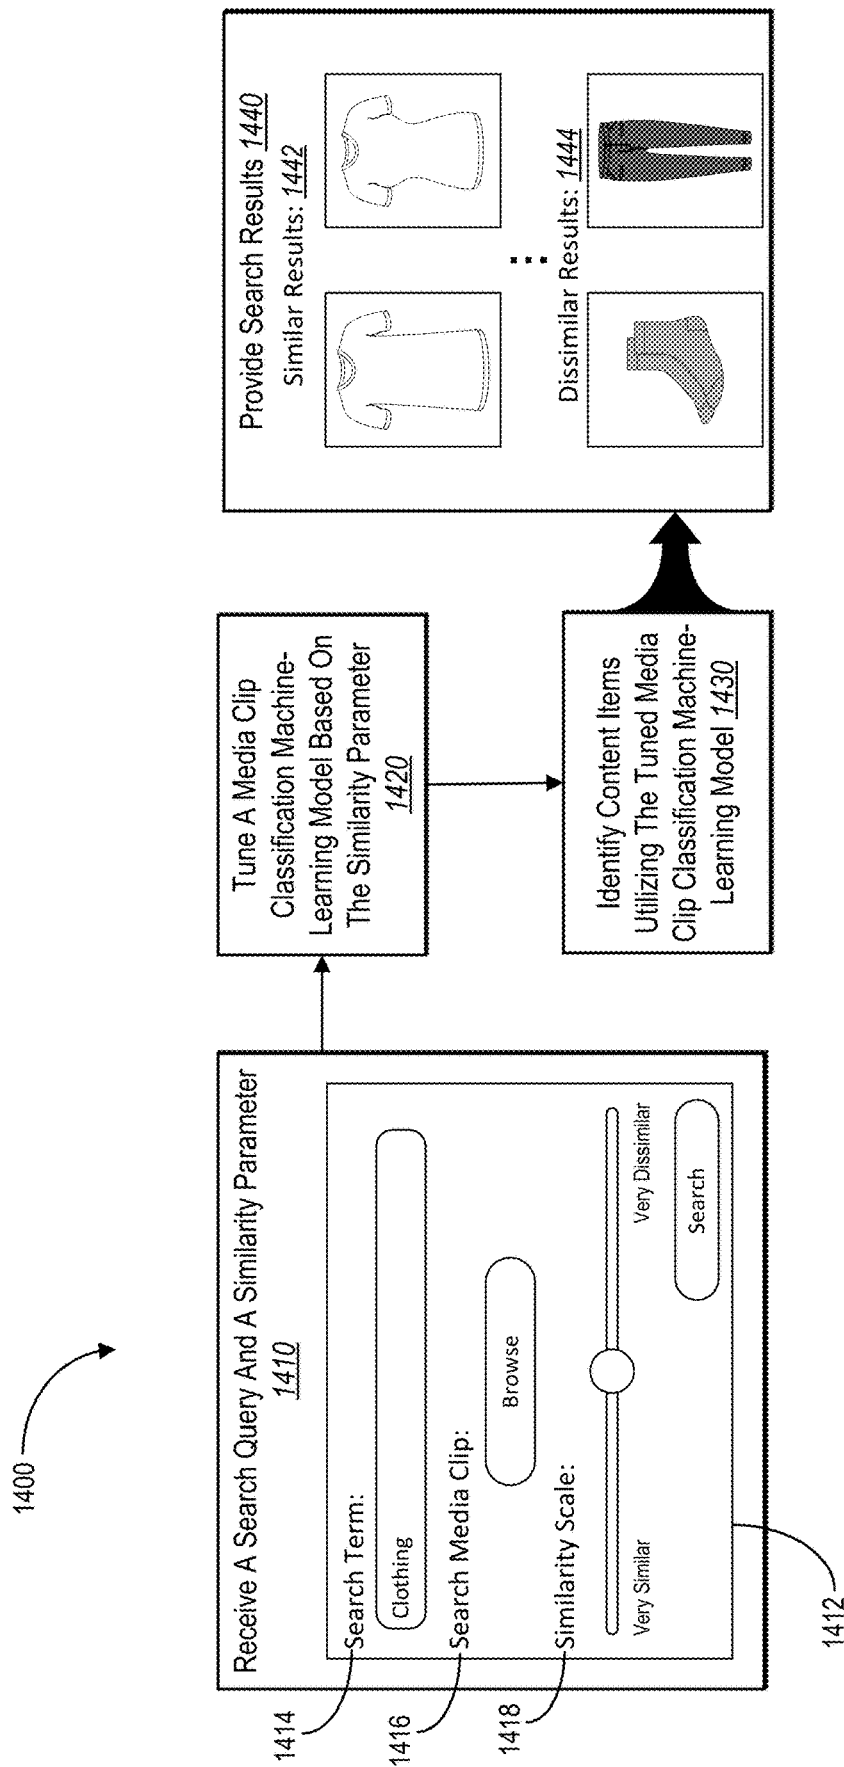 1400
Receive A Search Query And A Similarity Parameter
1410
1414
Search Term:
Clothing
1416
Search Media Clip:
Browse
1418
Similarity Scale:
Very Similar
Very Dissimilar
Search
1412
Tune A Media Clip
Classification Machine-
Learning Model Based On
The Similarity Parameter
1420
Identify Content Items
Utilizing The Tuned Media
Clip Classification Machine-
Learning Model 1430
Provide Search Results 1440
Similar Results: 1442
Dissimilar Results: 1444